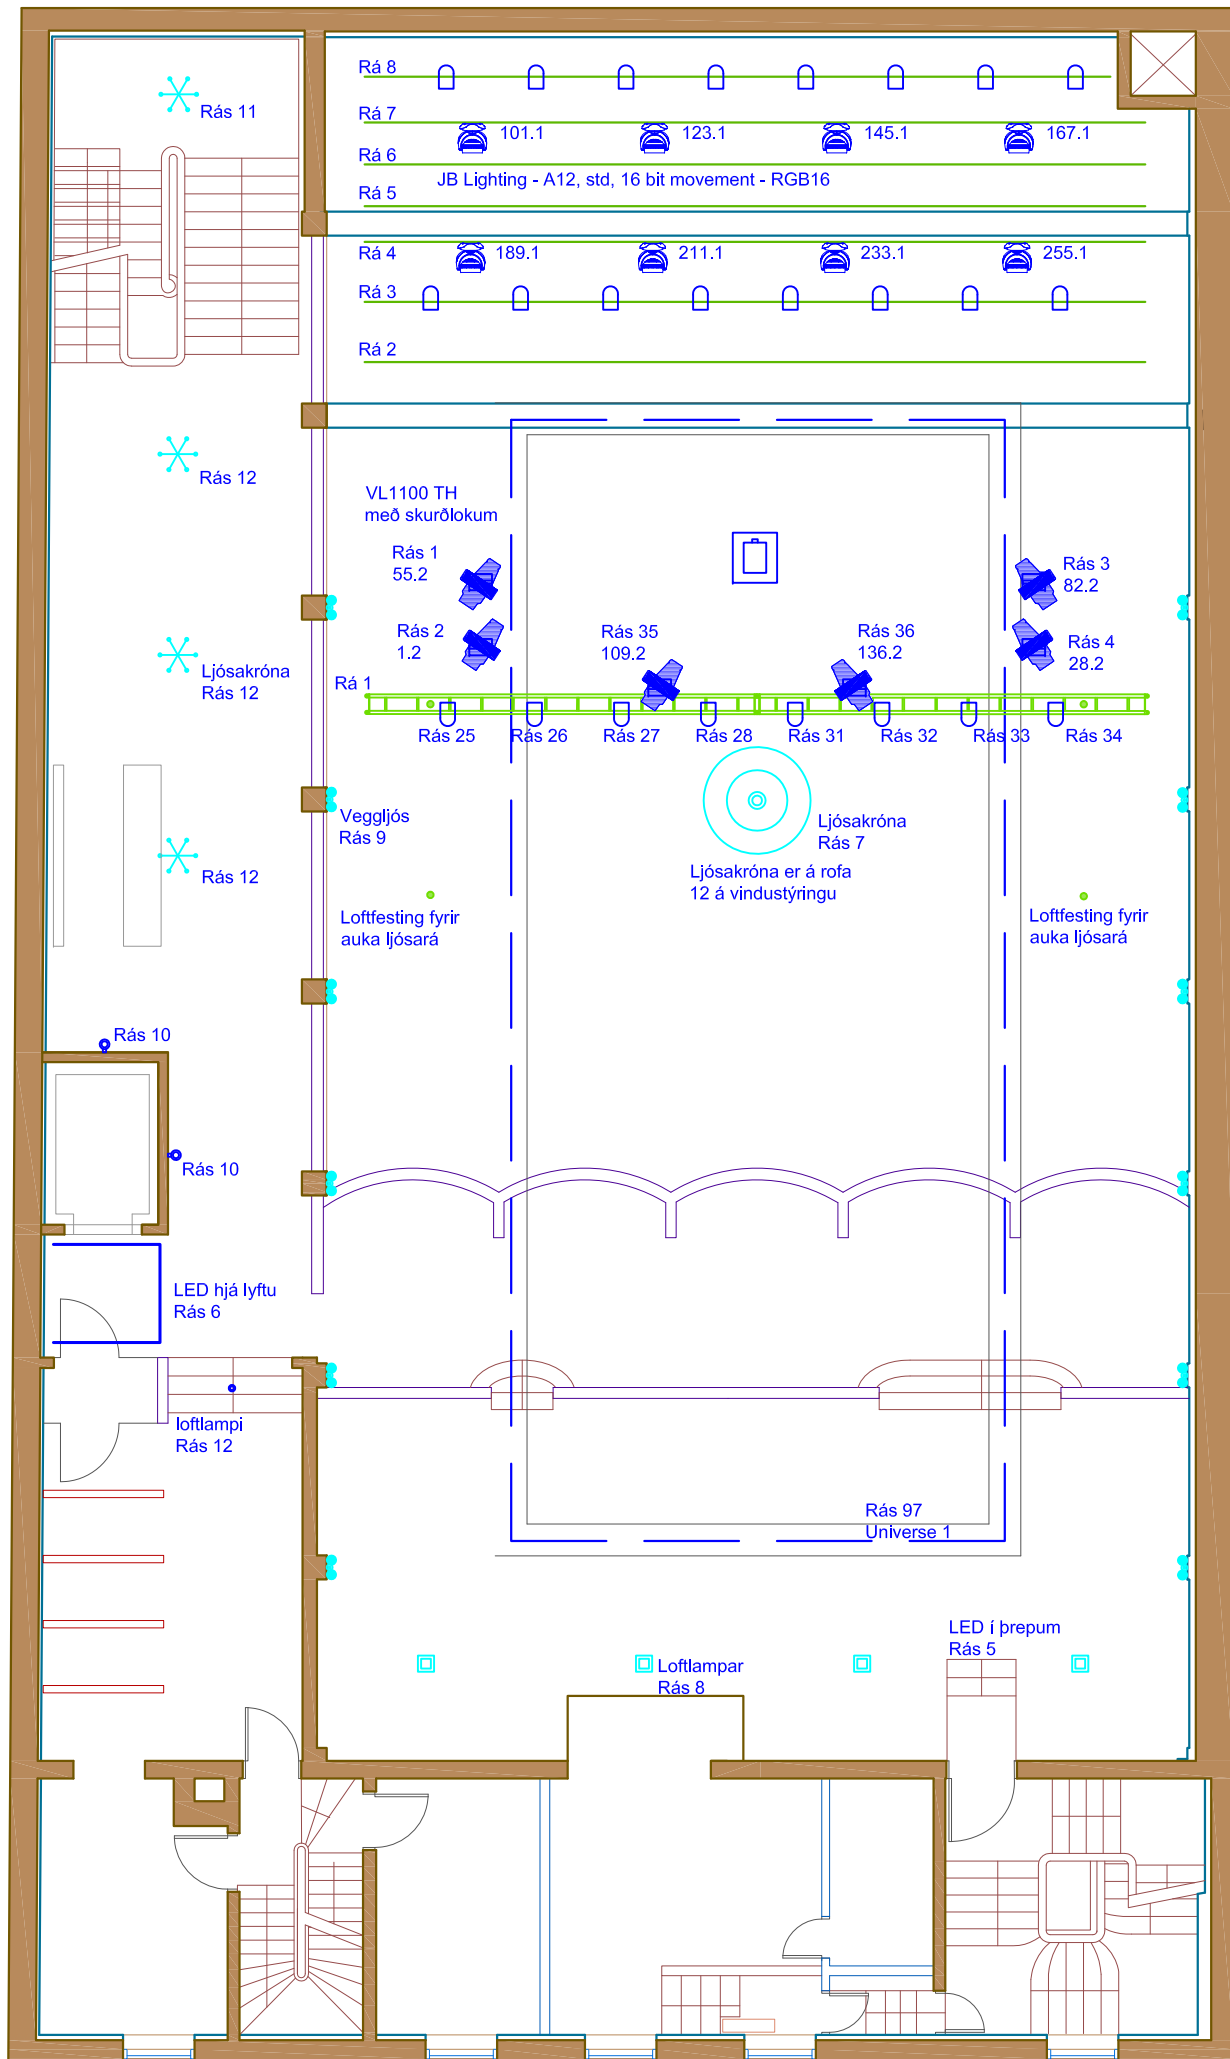 Rá 8
Rás 11
Rá 7
101.1
123.1
145.1
167.1
Rá 6
JB Lighting - A12, std, 16 bit movement - RGB16
Rá 5
Rá 4
189.1
211.1
233.1
255.1
Rá 3
Rá 2
Rás 12
VL1100 TH
með skurðlokum
Rás 1
55.2
Rás 3
82.2
Rás 2
1.2
Rás 35
109.2
Rás 36
136.2
Rás 4
28.2
Ljósakróna
Rás 12
Rá 1
Rás 25
Rás 26
Rás 27
Rás 28
Rás 31
Rás 32
Rás 33
Rás 34
Veggljós
Rás 9
Ljósakróna
Rás 7
Ljósakróna er á rofa
12 á vindustýringu
Rás 12
Loftfesting fyrir
auka ljósará
Loftfesting fyrir
auka ljósará
Rás 10
Rás 10
LED hjá lyftu
Rás 6
loftlampi
Rás 12
Rás 97
Universe 1
LED í þrepum
Rás 5
Loftlampar
Rás 8